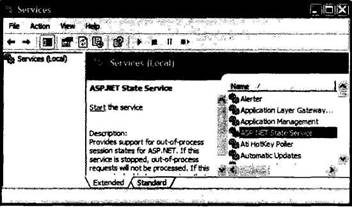 Services
File Action View Help
Services (Local)
Services (Local)
ASP.NET State Service
Start the service
Description:
Provides support for out-of-process
session states for ASP.NET. If this
service is stopped, out-of-process
requests will not be processed. If this
Name
Alerter
Application Layer Gateway...
Application Management
ASP.NET State Service
Ati HotKey Poller
Automatic Updates
Extended Standard